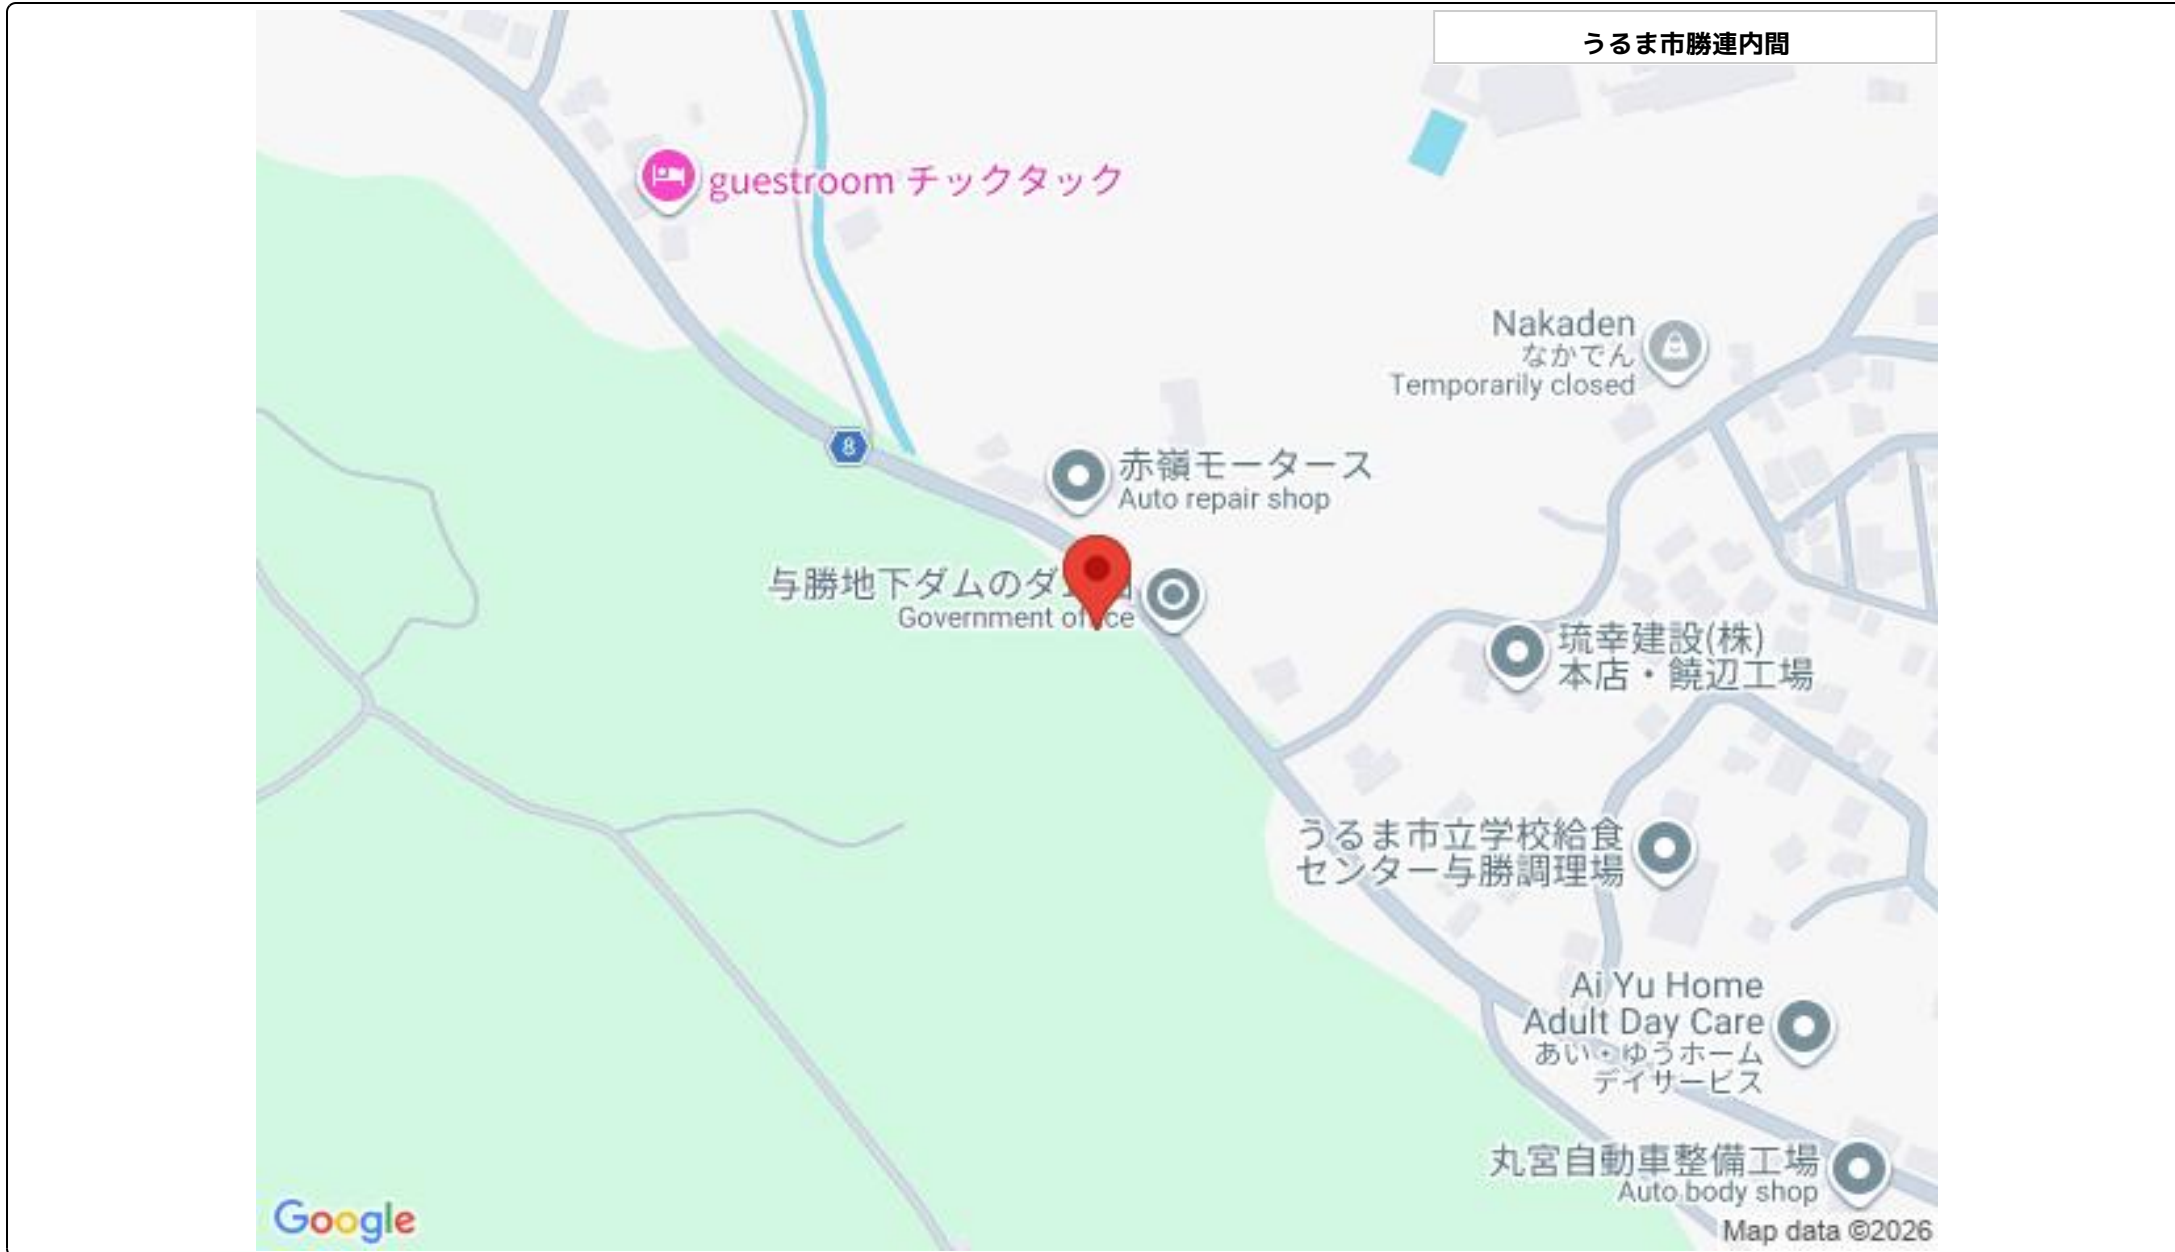 うるま市勝連内間
guestroom チックタック
Nakaden
なかでん
Temporarily closed
8
赤嶺モータース
Auto repair shop
与勝地下ダムのダ
Government
琉幸建設(株)
本店・饒辺工場
うるま市立学校給食
センター与勝調理場
Ai Yu Home
Adult Day Care
あい・ゆうホーム
デイサービス
丸宮自動車整備工場
Auto body shop
Google
Map data ©2026